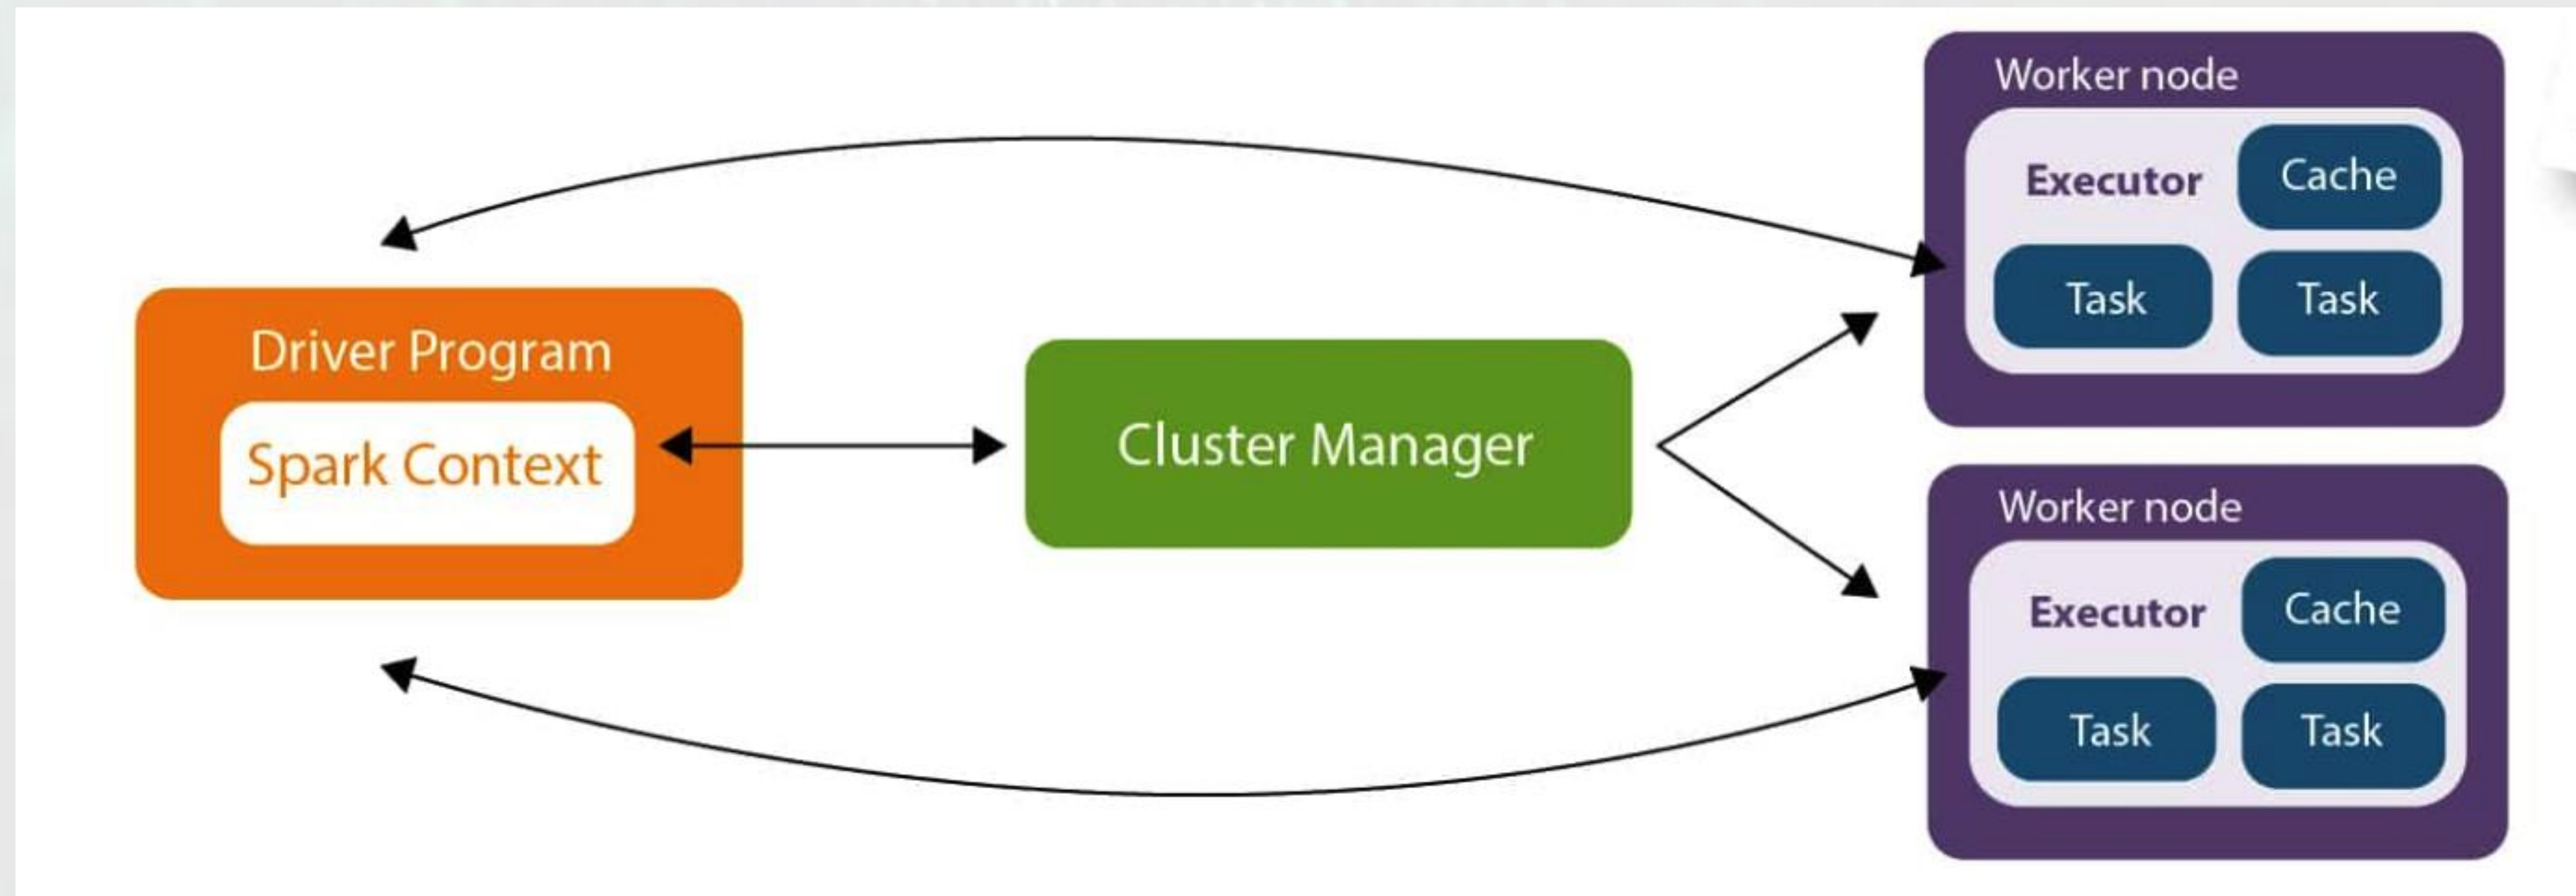 Driver Program
Spark Context
Cluster Manager
Worker node
Executor
Cache
Task
Task
Worker node
Executor
Cache
Task
Task